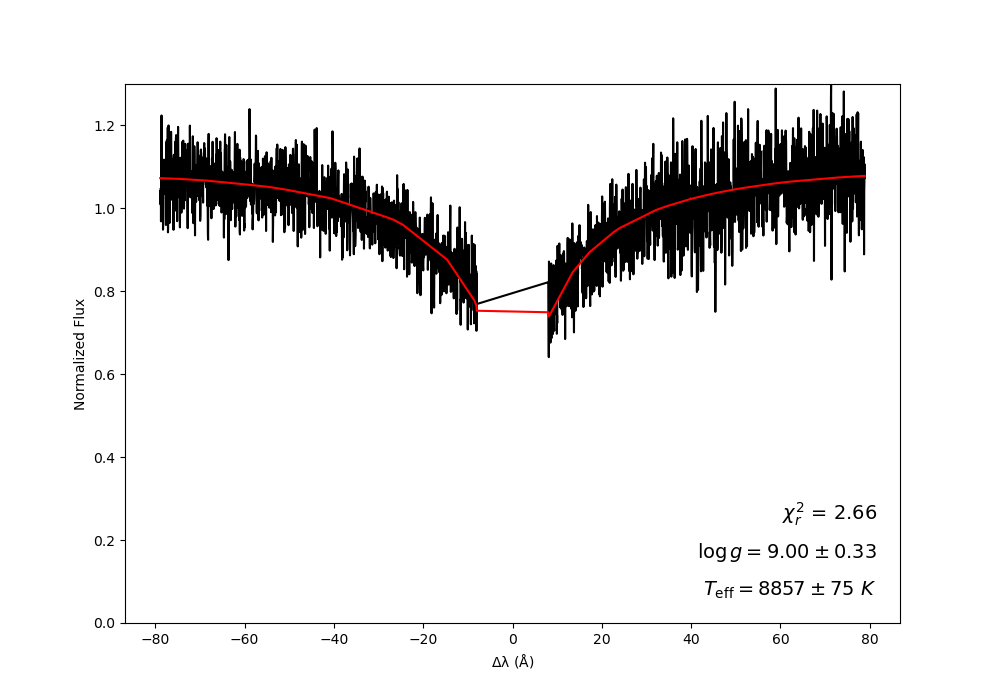 1.2
1.0
0.8
0.6
0.4
0.2
0.0
Normalized Flux
χ²ᵣ = 2.66
log g = 9.00 ± 0.33
T_eff = 8857 ± 75 K
−80 −60 −40 −20 0 20 40 60 80
Δλ (Å)